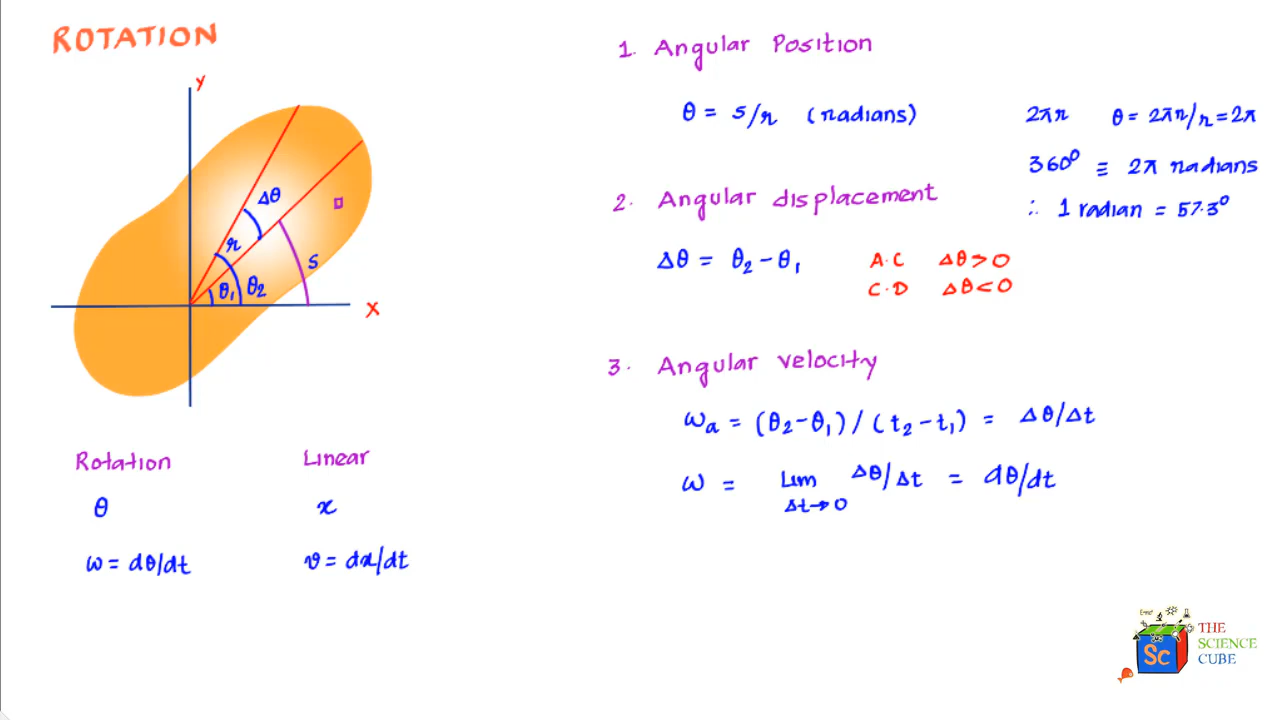 ROTATION
Y
Δθ
r
S
θ₁ θ₂
X
Rotation Linear
θ x
ω = dθ/dt v = dx/dt
1. Angular Position
θ = S/r (radians)
2πr θ = 2πr/r = 2π
360° ≡ 2π radians
∴ 1 radian = 57.3°
2. Angular displacement
Δθ = θ₂ - θ₁
A.C Δθ > 0
C.D Δθ < 0
3. Angular velocity
ωₐ = (θ₂ - θ₁) / (t₂ - t₁) = Δθ/Δt
ω = Lim Δθ/Δt = dθ/dt
Δt→0
Sc
THE
SCIENCE
CUBE